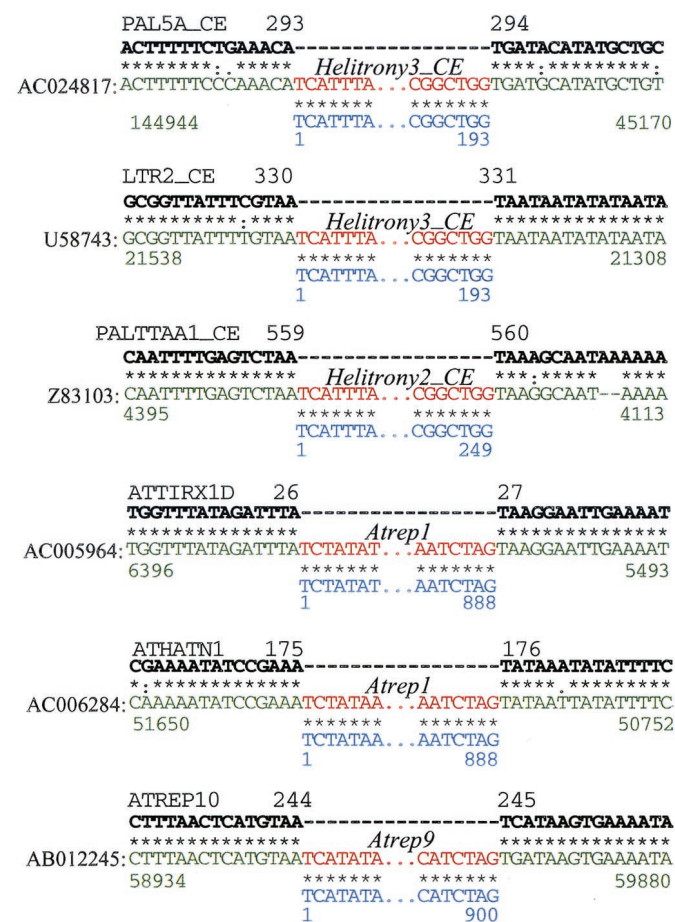 PAL5A_CE 293 294
ACTTTTTCTGAAACA-----------------TGATACATATGCTGC
********:.***** Helitrony3_CE ****:**********:
AC024817: ACTTTTTCCCAAACATCATTTA...CGGCTGGTGATGCATATGCTGT
******* *******
TCATTTA...CGGCTGG
144944 1 193 45170
LTR2_CE 330 331
GCGGTTATTTCGTAA-----------------TAATAATATATAATA
**********:**** Helitrony3_CE ***************
U58743: GCGGTTATTTTGTAATCATTTA...CGGCTGGTAATAATATATAATA
21538 ******* ******* 21308
TCATTTA...CGGCTGG
1 193
PALTTAA1_CE 559 560
CAATTTTGAGTCTAA-----------------TAAAGCAATAAAAAA
*************** Helitrony2_CE ***:***** ****
Z83103: CAATTTTGAGTCTAATCATTTA...CGGCTGGTAAGGCAAT--AAAA
4395 ******* ******* 4113
TCATTTA...CGGCTGG
1 249
ATTIRX1D 26 27
TGGTTTATAGATTTA-----------------TAAGGAATTGAAAAT
*************** Atrep1 ***************
AC005964: TGGTTTATAGATTTATCTATAT...AATCTAGTAAGGAATTGAAAAT
6396 ******* ******* 5493
TCTATAT...AATCTAG
1 888
ATHATN1 175 176
CGAAAATATCCGAAA-----------------TATAAATATATTTTC
*:************* Atrep1 *****.*********
AC006284: CAAAAATATCCGAAATCTATAA...AATCTAGTATAATTATATTTTC
51650 ******* ******* 50752
TCTATAA...AATCTAG
1 888
ATREP10 244 245
CTTTAACTCATGTAA-----------------TCATAAGTGAAAATA
*************** Atrep9 * *************
AB012245: CTTTAACTCATGTAATCATATA...CATCTAGTGATAAGTGAAAATA
58934 ******* ******* 59880
TCATATA...CATCTAG
1 900